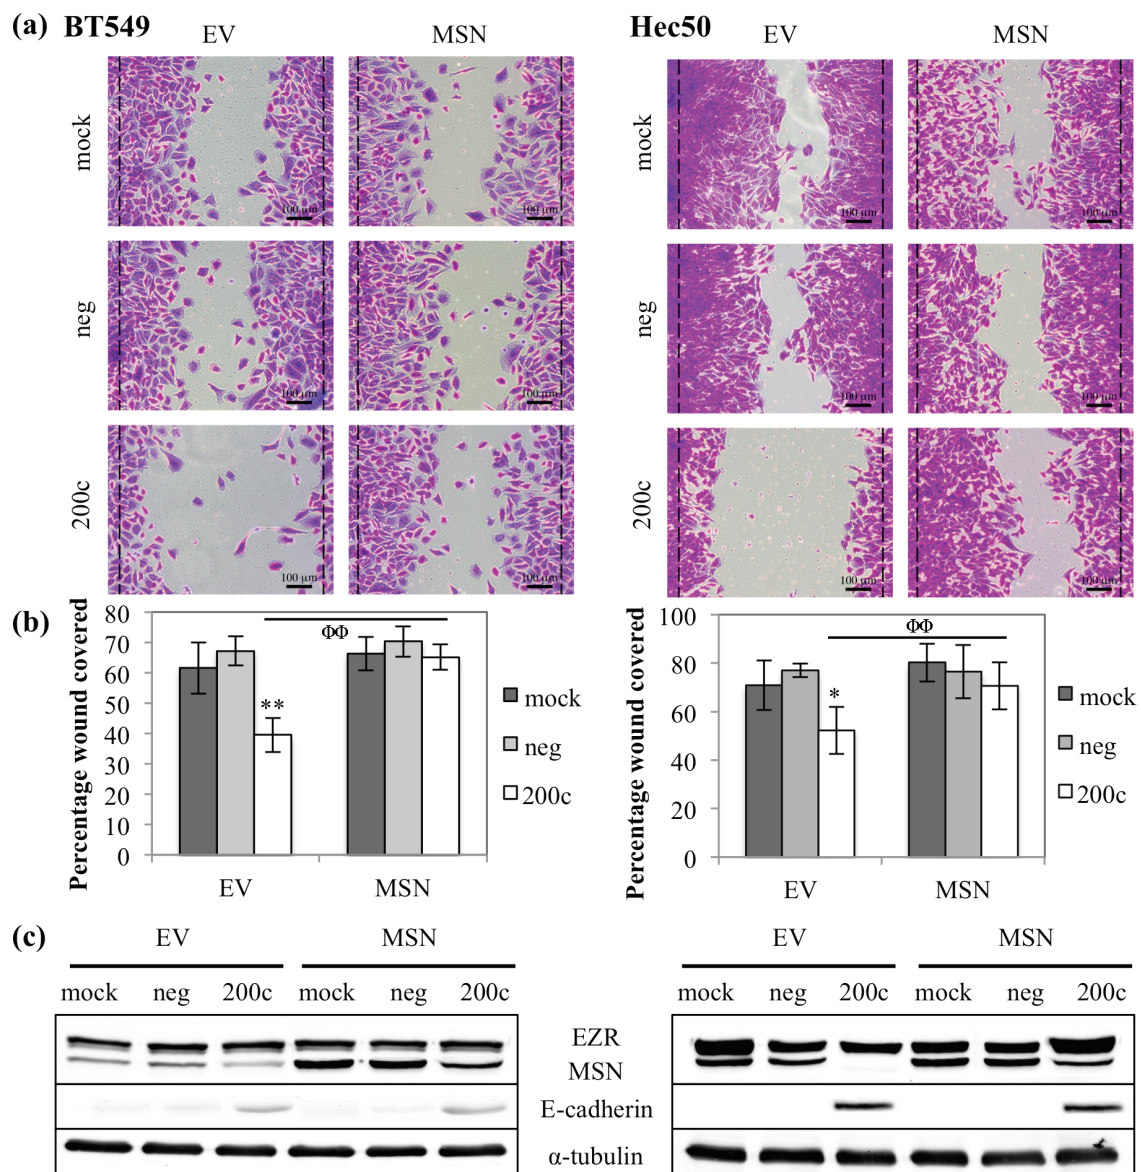 (a) BT549
EV MSN
Hec50
EV MSN
mock
100 µm
100 µm
mock
100 µm
100 µm
neg
100 µm
100 µm
neg
100 µm
100 µm
200c
100 µm
100 µm
200c
100 µm
100 µm
(b)
Percentage wound covered
80
70
60
50
40
30
20
10
0
**
ΦΦ
EV MSN
mock
neg
200c
Percentage wound covered
100
80
60
40
20
0
*
ΦΦ
EV MSN
mock
neg
200c
(c)
EV MSN
mock neg 200c mock neg 200c
EV MSN
mock neg 200c mock neg 200c
EZR
MSN
E-cadherin
α-tubulin